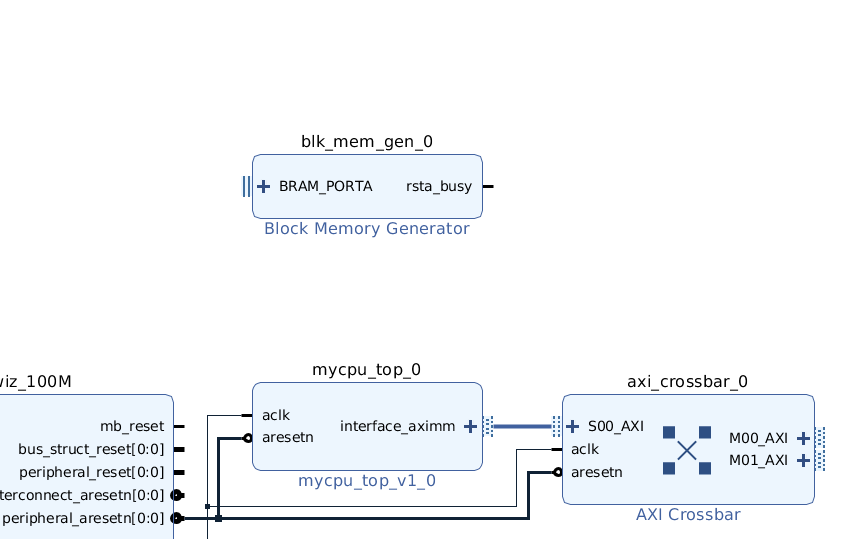 blk_mem_gen_0
BRAM_PORTA rsta_busy
Block Memory Generator
wiz_100M
mb_reset
bus_struct_reset[0:0]
peripheral_reset[0:0]
terconnect_aresetn[0:0]
peripheral_aresetn[0:0]
mycpu_top_0
aclk
aresetn
interface_aximm
mycpu_top_v1_0
axi_crossbar_0
S00_AXI
aclk
aresetn
M00_AXI
M01_AXI
AXI Crossbar